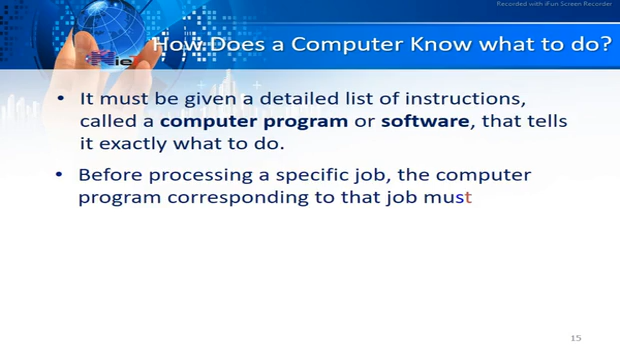 Recorded with iFun Screen Recorder
How Does a Computer Know what to do?
• It must be given a detailed list of instructions,
called a computer program or software, that tells
it exactly what to do.
• Before processing a specific job, the computer
program corresponding to that job must
15